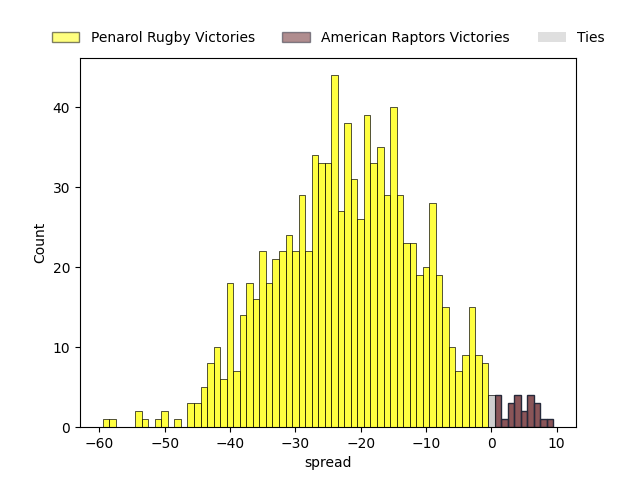 Penarol Rugby Victories American Raptors Victories Ties
Count
40
30
20
10
0
−60 −50 −40 −30 −20 −10 0 10
spread